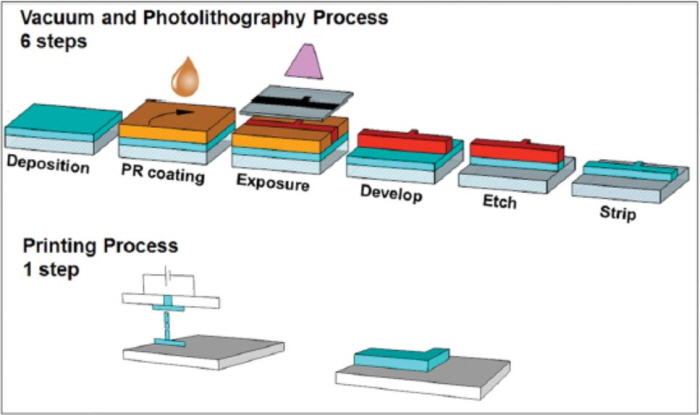 Vacuum and Photolithography Process
6 steps
Deposition
PR coating
Exposure
Develop
Etch
Strip
Printing Process
1 step